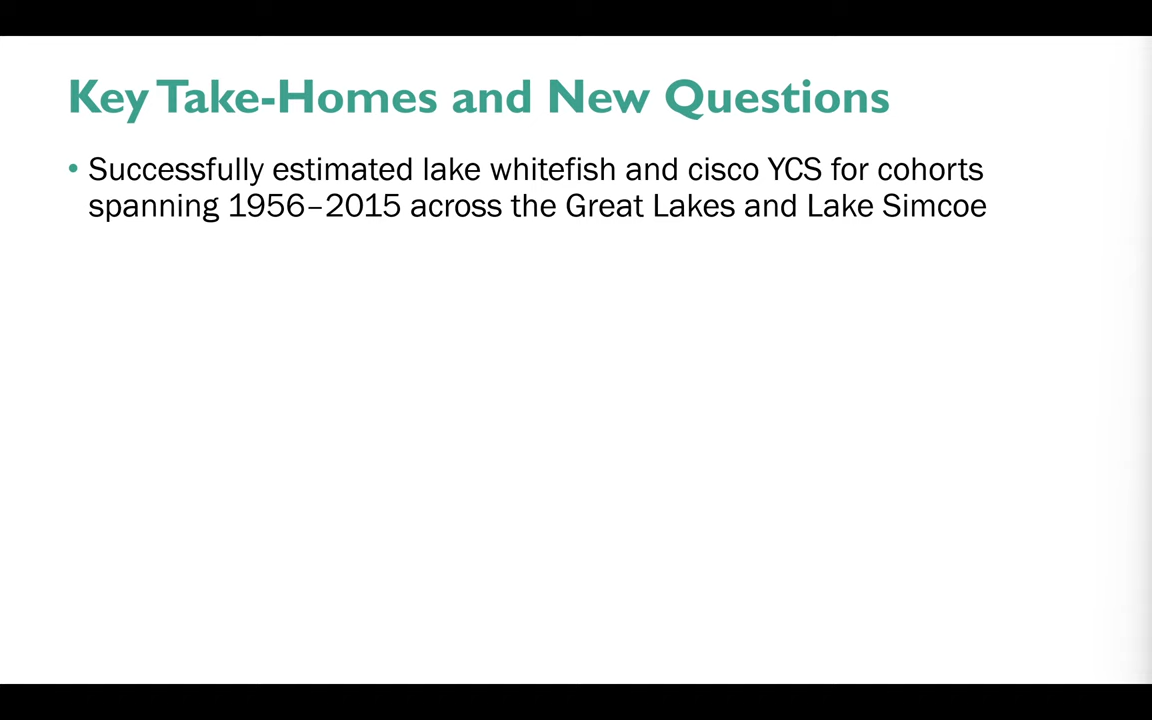 Key Take-Homes and New Questions
• Successfully estimated lake whitefish and cisco YCS for cohorts
spanning 1956–2015 across the Great Lakes and Lake Simcoe